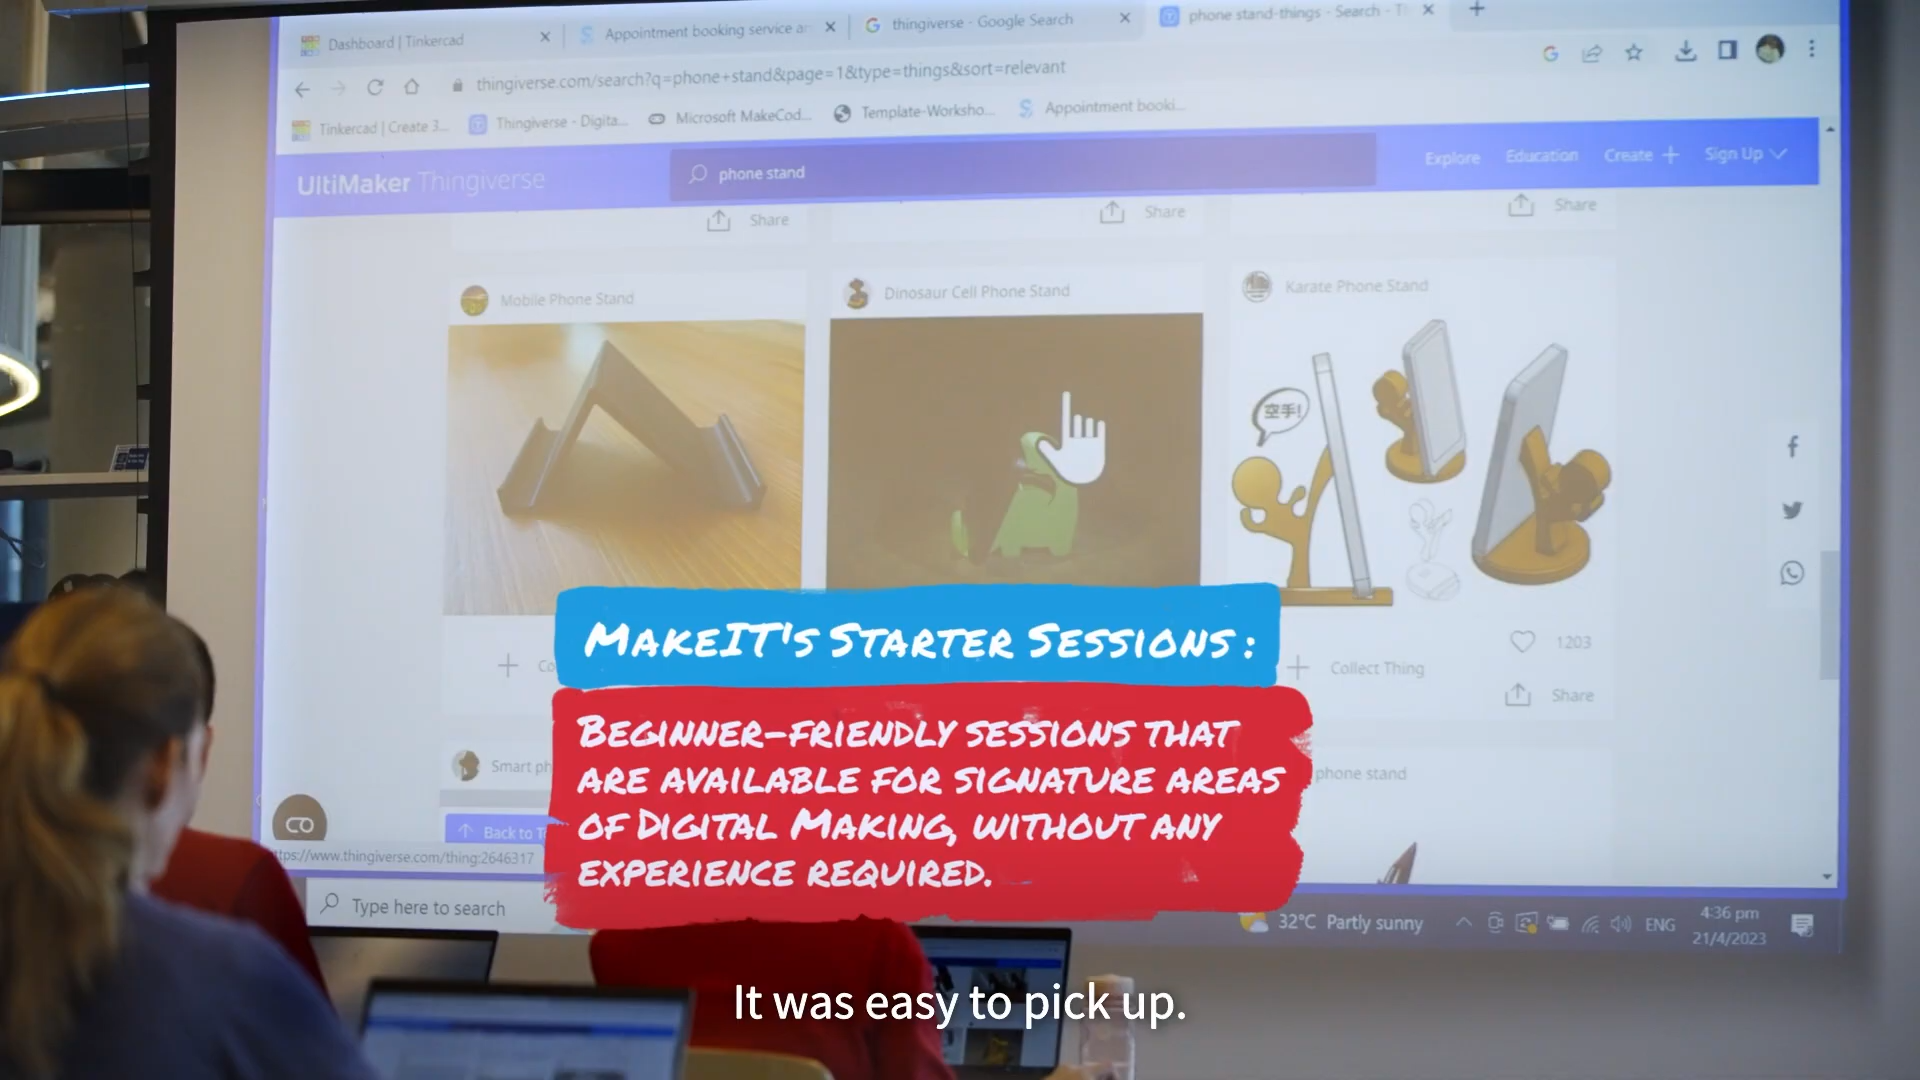 Dashboard | Tinkercad
Appointment booking service an
thingiverse - Google Search
phone stand-things - Search - T
thingiverse.com/search?q=phone+stand&page=1&type=things&sort=relevant
Tinkercad | Create 3...
Thingiverse - Digita...
Microsoft MakeCod...
Template-Worksho...
Appointment booki...
UltiMaker Thingiverse
phone stand
Explore
Education
Create +
Sign Up
Share
Share
Share
Mobile Phone Stand
Dinosaur Cell Phone Stand
Karate Phone Stand
空手!
1203
+ Co
+ Collect Thing
Share
MakeIT's Starter Sessions :
Beginner-friendly sessions that
are available for signature areas
of Digital Making, without any
experience required.
Smart ph
phone stand
Back to T
ttps://www.thingiverse.com/thing:2646317
Type here to search
32°C Partly sunny
ENG
4:36 pm
21/4/2023
It was easy to pick up.